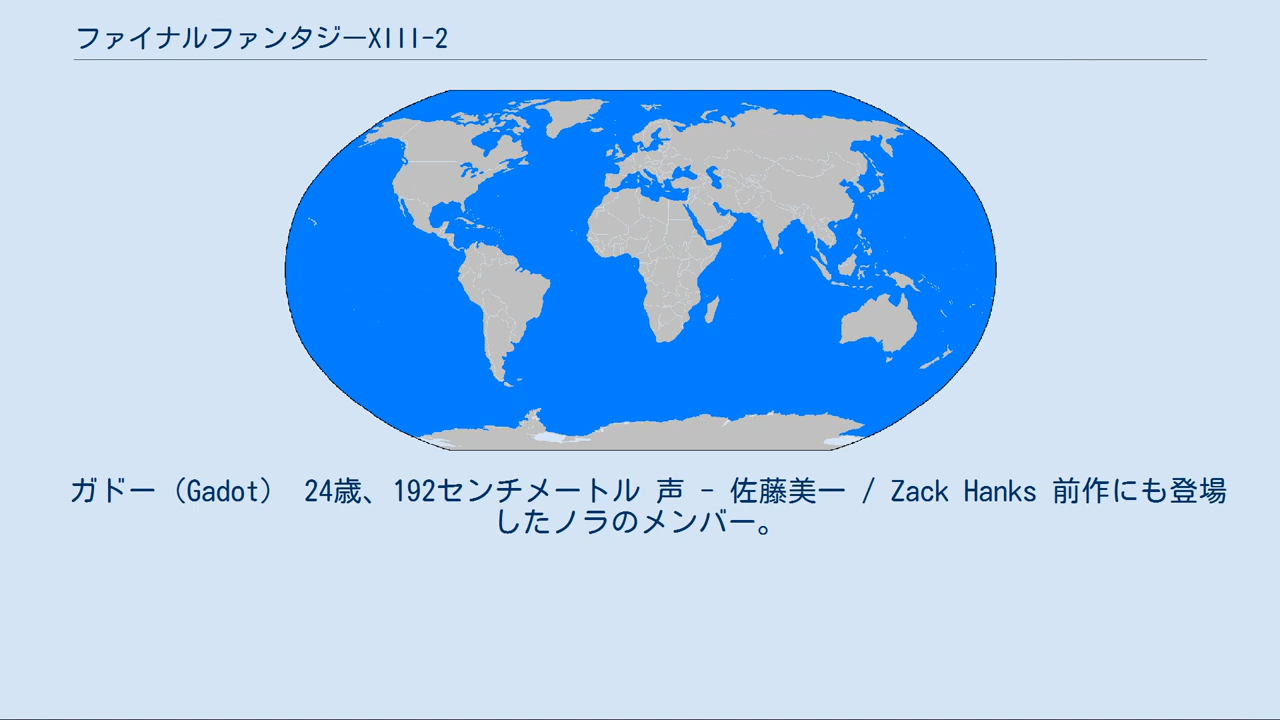 ファイナルファンタジーXIII-2
ガドー（Gadot） 24歳、192センチメートル 声 - 佐藤美一 / Zack Hanks 前作にも登場
したノラのメンバー。